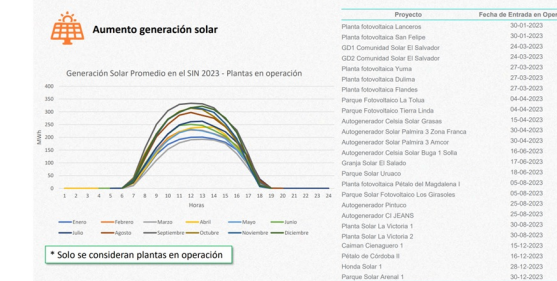 Aumento generación solar
Generación Solar Promedio en el SIN 2023 - Plantas en operación
MWh
400
350
300
250
200
150
100
50
0
1 2 3 4 5 6 7 8 9 10 11 12 13 14 15 16 17 18 19 20 21 22 23 24
Horas
Enero Febrero Marzo Abril Mayo Junio
Julio Agosto Septiembre Octubre Noviembre Diciembre
* Solo se consideran plantas en operación
Proyecto Fecha de Entrada en Oper
Planta fotovoltaica Lanceros 30-01-2023
Planta fotovoltaica San Felipe 30-01-2023
GD1 Comunidad Solar El Salvador 24-03-2023
GD2 Comunidad Solar El Salvador 24-03-2023
Planta fotovoltaica Yuma 27-03-2023
Planta fotovoltaica Dulima 27-03-2023
Planta fotovoltaica Flandes 27-03-2023
Parque Fotovoltaico La Tolua 04-04-2023
Parque Fotovoltaico Tierra Linda 04-04-2023
Autogenerador Celsia Solar Grasas 15-04-2023
Autogenerador Solar Palmira 3 Zona Franca 30-04-2023
Autogenerador Solar Palmira 3 Amcor 30-04-2023
Autogenerador Celsia Solar Buga 1 Solla 16-06-2023
Granja Solar El Salado 17-06-2023
Parque Solar Unuaco 18-06-2023
Planta fotovoltaica Pétalo del Magdalena I 05-08-2023
Parque Solar Fotovoltaico Los Girasoles 05-08-2023
Autogenerador Pintuco 25-08-2023
Autogenerador CI JEANS 25-08-2023
Planta Solar La Victoria 1 30-08-2023
Planta Solar La Victoria 2 30-08-2023
Caiman Cienaguero 1 15-12-2023
Pétalo de Córdoba II 16-12-2023
Honda Solar 1 28-12-2023
Parque Solar Arenal 1 30-12-2023